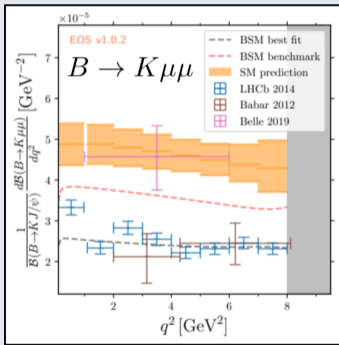 ×10⁻⁵
EOS v1.0.2
B → Kμμ
BSM best fit
BSM benchmark
SM prediction
LHCb 2014
Babar 2012
Belle 2019
1/𝓑(B→KJ/ψ) d𝓑(B→Kμμ)/dq² [GeV⁻²]
7
6
5
4
3
2
1
2 4 6 8
q² [GeV²]